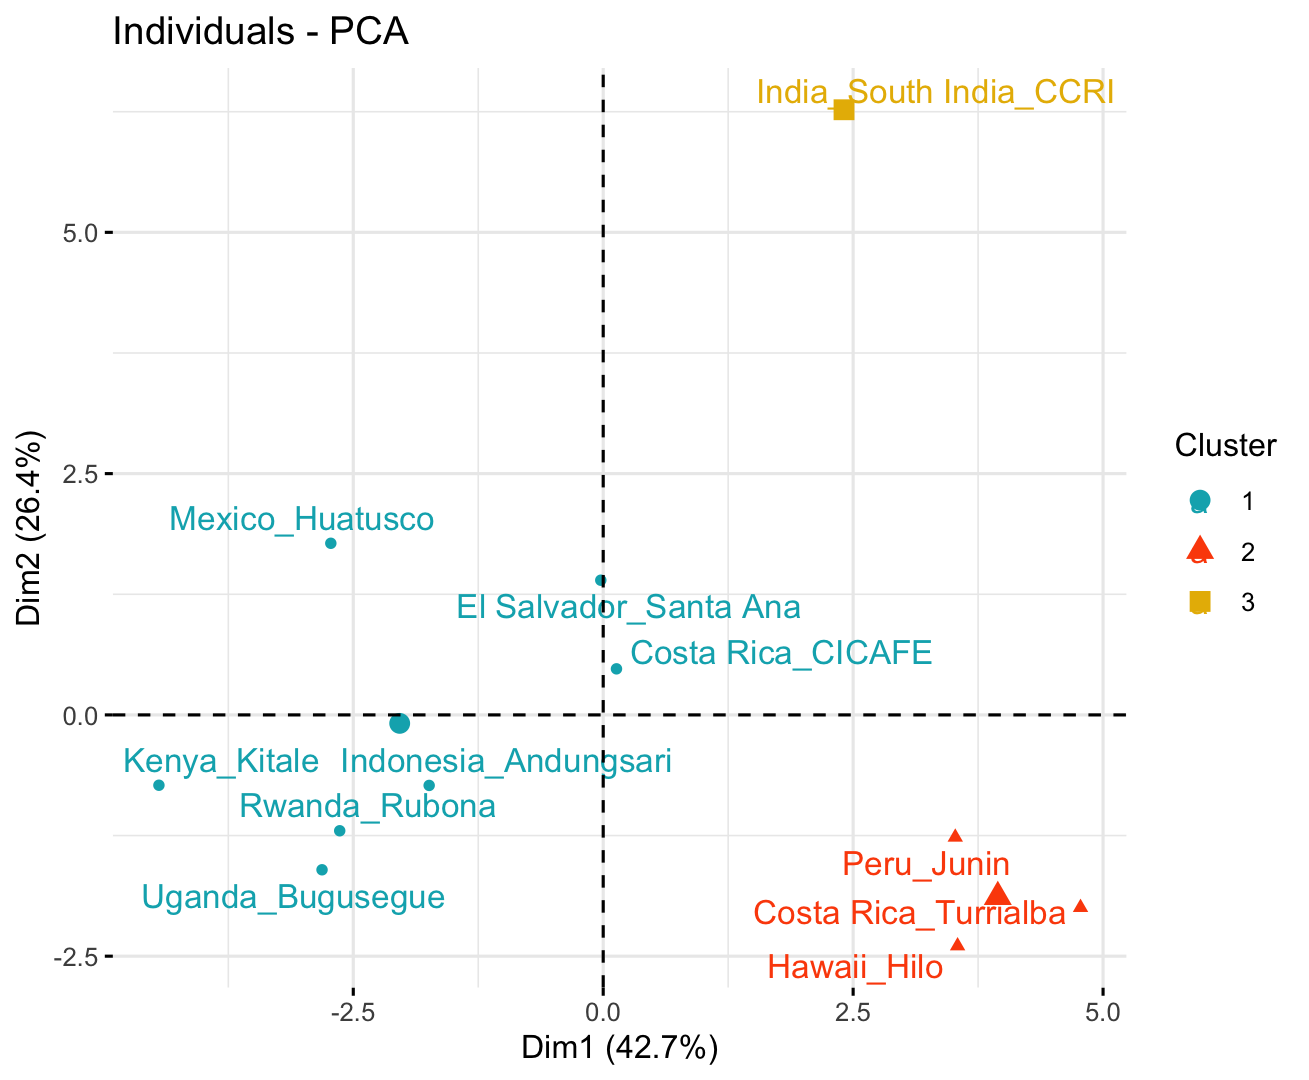 Individuals - PCA
India_South India_CCRI
5.0
2.5
0.0
-2.5
Dim2 (26.4%)
Mexico_Huatusco
El Salvador_Santa Ana
Costa Rica_CICAFE
Kenya_Kitale
Indonesia_Andungsari
Rwanda_Rubona
Uganda_Bugusegue
Peru_Junin
Costa Rica_Turrialba
Hawaii_Hilo
-2.5
0.0
2.5
5.0
Dim1 (42.7%)
Cluster
a 1
a 2
a 3